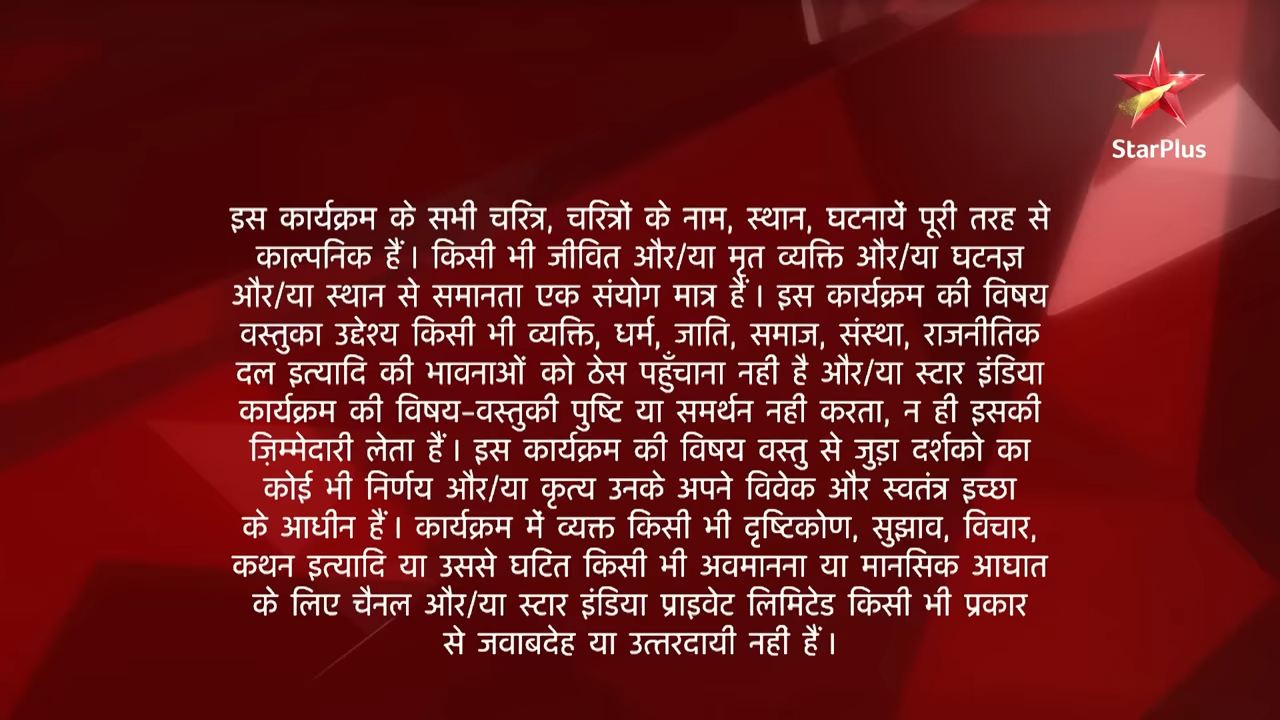 StarPlus
इस कार्यक्रम के सभी चरित्र, चरित्रों के नाम, स्थान, घटनायें पूरी तरह से
काल्पनिक हैं। किसी भी जीवित और/या मृत व्यक्ति और/या घटनज्ञ
और/या स्थान से समानता एक संयोग मात्र हैं। इस कार्यक्रम की विषय
वस्तुका उद्देश्य किसी भी व्यक्ति, धर्म, जाति, समाज, संस्था, राजनीतिक
दल इत्यादि की भावनाओं को ठेस पहुँचाना नही है और/या स्टार इंडिया
कार्यक्रम की विषय-वस्तुकी पुष्टि या समर्थन नही करता, न ही इसकी
ज़िम्मेदारी लेता हैं। इस कार्यक्रम की विषय वस्तु से जुड़ा दर्शको का
कोई भी निर्णय और/या कृत्य उनके अपने विवेक और स्वतंत्र इच्छा
के आधीन हैं। कार्यक्रम में व्यक्त किसी भी दृष्टिकोण, सुझाव, विचार,
कथन इत्यादि या उससे घटित किसी भी अवमानना या मानसिक आघात
के लिए चैनल और/या स्टार इंडिया प्राइवेट लिमिटेड किसी भी प्रकार
से जवाबदेह या उत्तरदायी नही हैं।